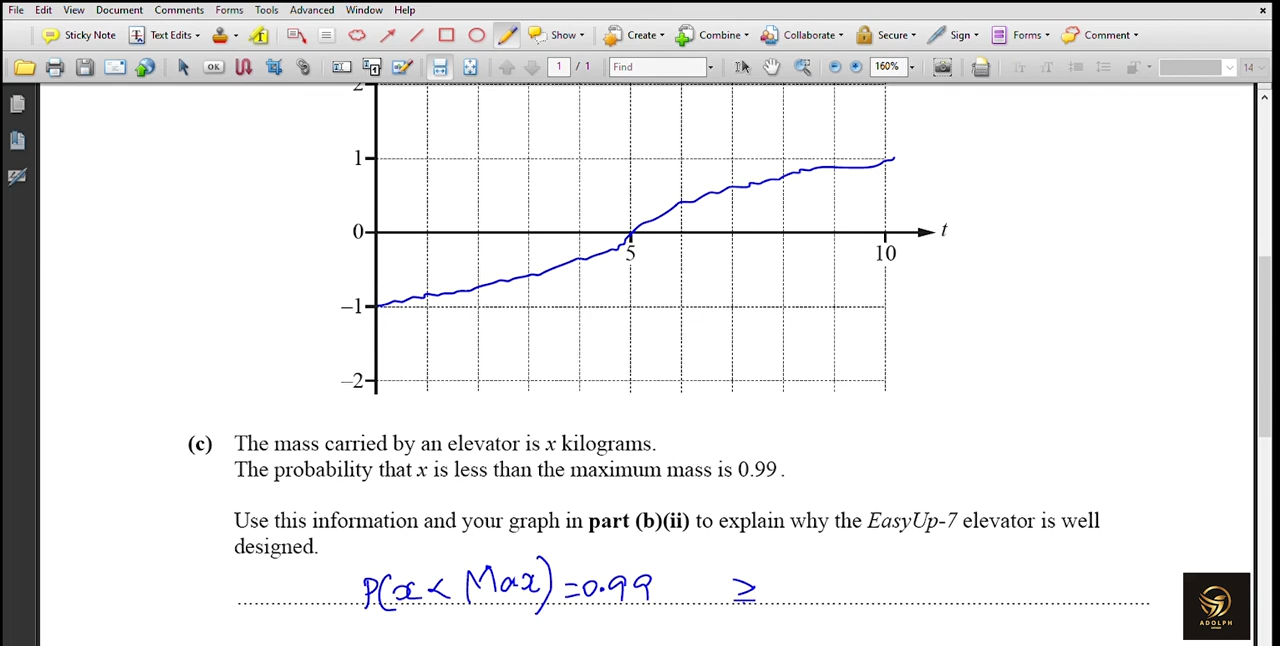 File Edit View Document Comments Forms Tools Advanced Window Help
Sticky Note Text Edits Show Create Combine Collaborate Secure Sign Forms Comment
OK 1 / 1 Find 160% 14
2
1
0
5
10
t
−1
−2
(c) The mass carried by an elevator is x kilograms.
The probability that x is less than the maximum mass is 0.99.
Use this information and your graph in part (b)(ii) to explain why the EasyUp-7 elevator is well
designed.
P(x < Max) = 0.99 ≥
ADOLPH